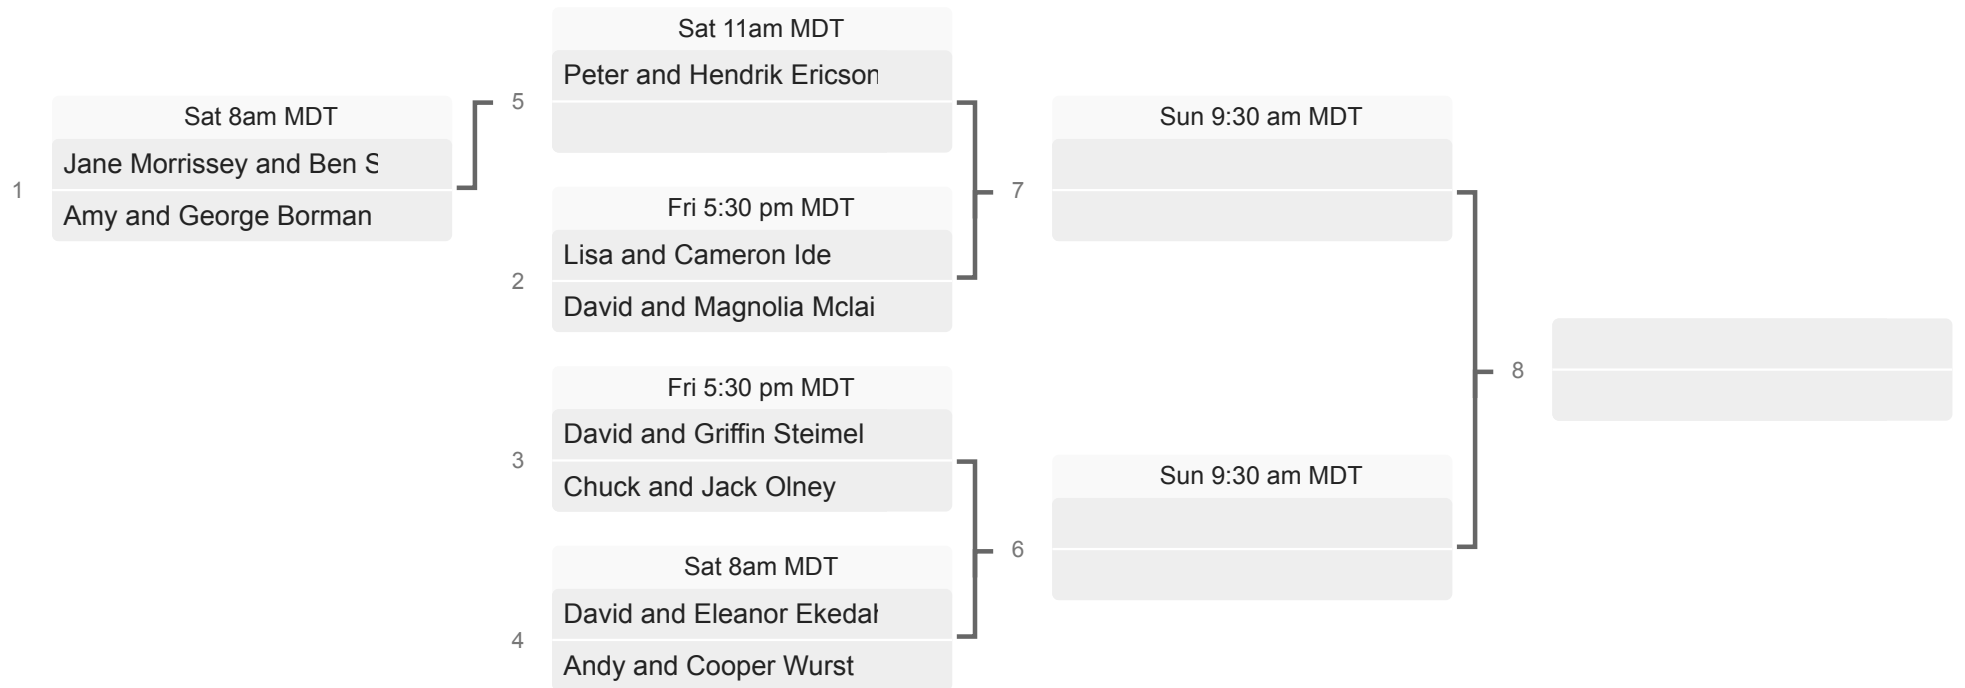 Sat 8am MDT
1
Jane Morrissey and Ben S
Amy and George Borman
Sat 11am MDT
5
Peter and Hendrik Ericson
Fri 5:30 pm MDT
2
Lisa and Cameron Ide
David and Magnolia Mclai
Fri 5:30 pm MDT
3
David and Griffin Steimel
Chuck and Jack Olney
Sat 8am MDT
4
David and Eleanor Ekedah
Andy and Cooper Wurst
Sun 9:30 am MDT
7
Sun 9:30 am MDT
6
8